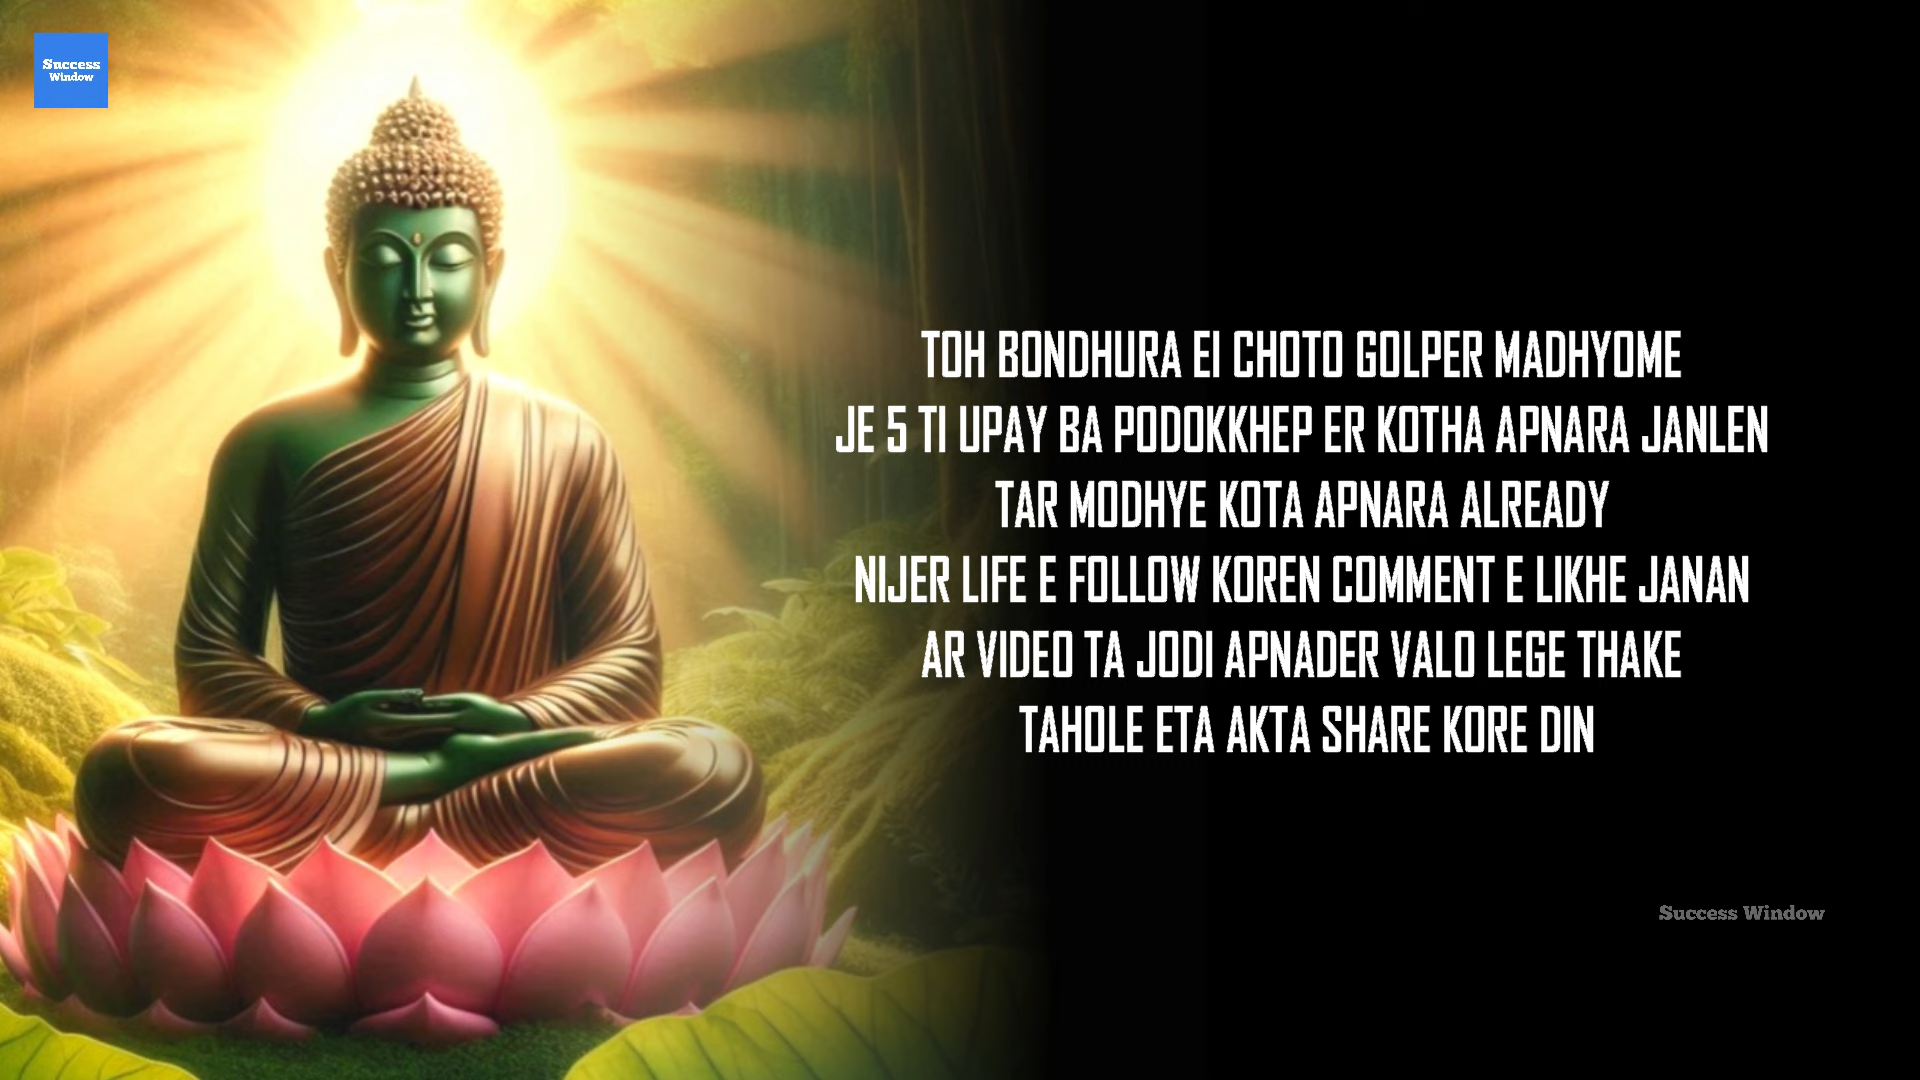 Success
Window
TOH BONDHURA EI CHOTO GOLPER MADHYOME
JE 5 TI UPAY BA PODOKKHEP ER KOTHA APNARA JANLEN
TAR MODHYE KOTA APNARA ALREADY
NIJER LIFE E FOLLOW KOREN COMMENT E LIKHE JANAN
AR VIDEO TA JODI APNADER VALO LEGE THAKE
TAHOLE ETA AKTA SHARE KORE DIN
Success Window